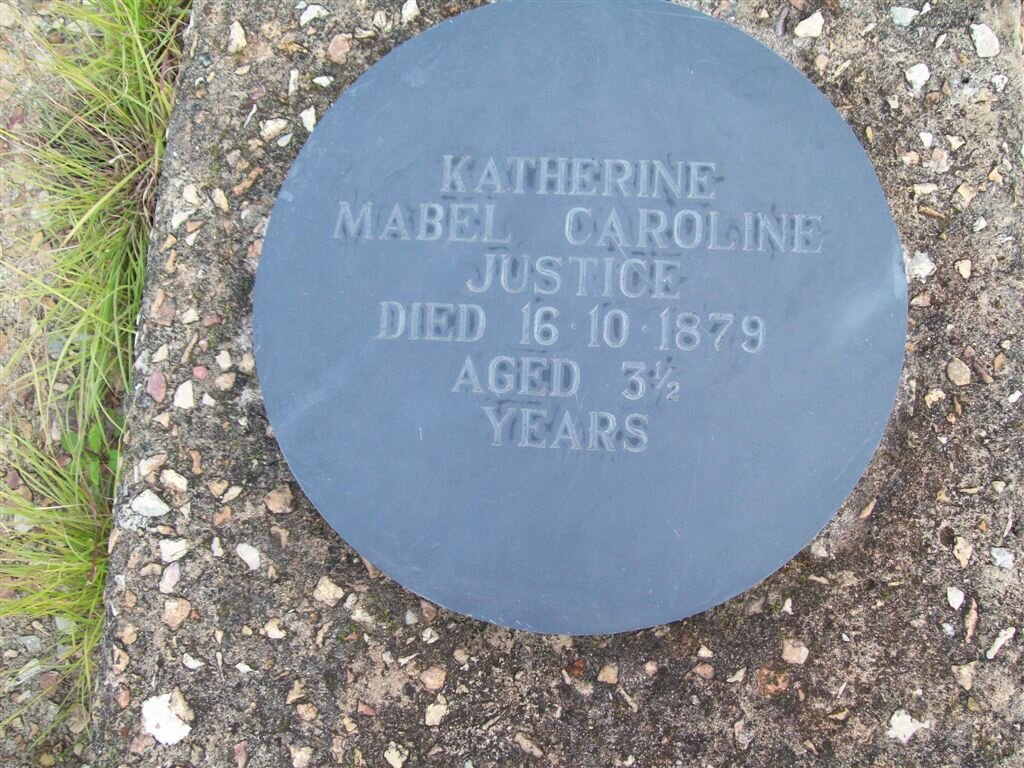 KATHERINE
MABEL CAROLINE
JUSTICE
DIED 16·10·1879
AGED 3½
YEARS